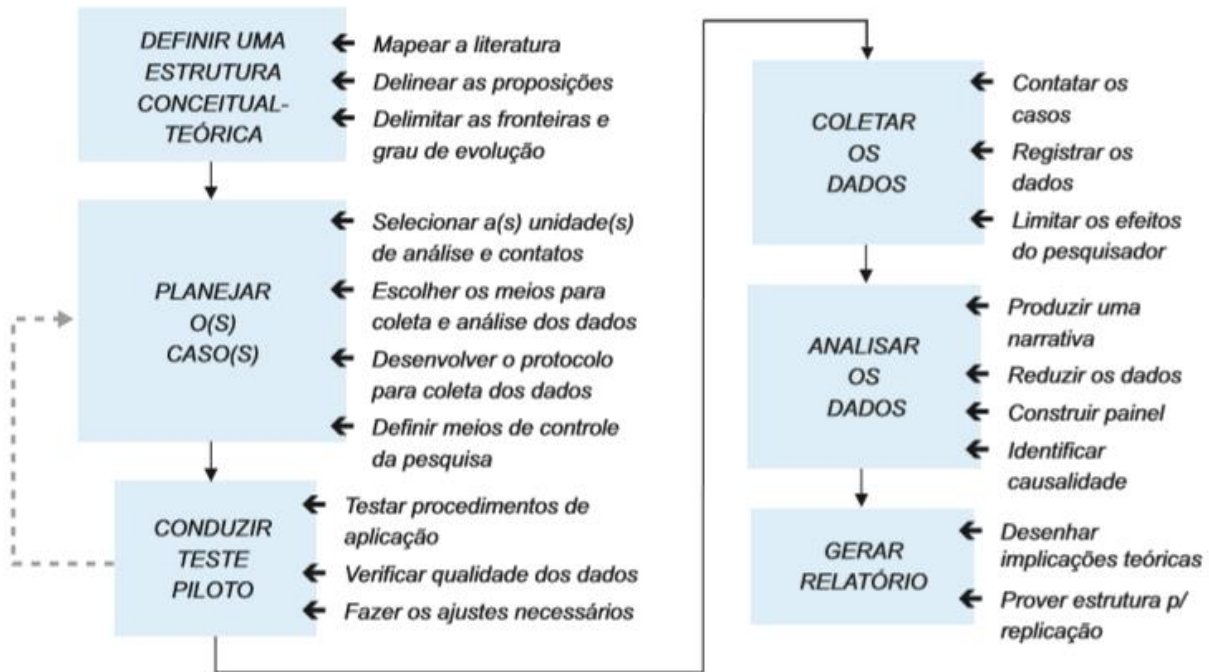 DEFINIR UMA
ESTRUTURA
CONCEITUAL-
TEÓRICA
Mapear a literatura
Delinear as proposições
Delimitar as fronteiras e
grau de evolução
PLANEJAR
O(S)
CASO(S)
Selecionar a(s) unidade(s)
de análise e contatos
Escolher os meios para
coleta e análise dos dados
Desenvolver o protocolo
para coleta dos dados
Definir meios de controle
da pesquisa
CONDUZIR
TESTE
PILOTO
Testar procedimentos de
aplicação
Verificar qualidade dos dados
Fazer os ajustes necessários
COLETAR
OS
DADOS
Contatar os
casos
Registrar os
dados
Limitar os efeitos
do pesquisador
ANALISAR
OS
DADOS
Produzir uma
narrativa
Reduzir os dados
Construir painel
Identificar
causalidade
GERAR
RELATÓRIO
Desenhar
implicações teóricas
Prover estrutura p/
replicação